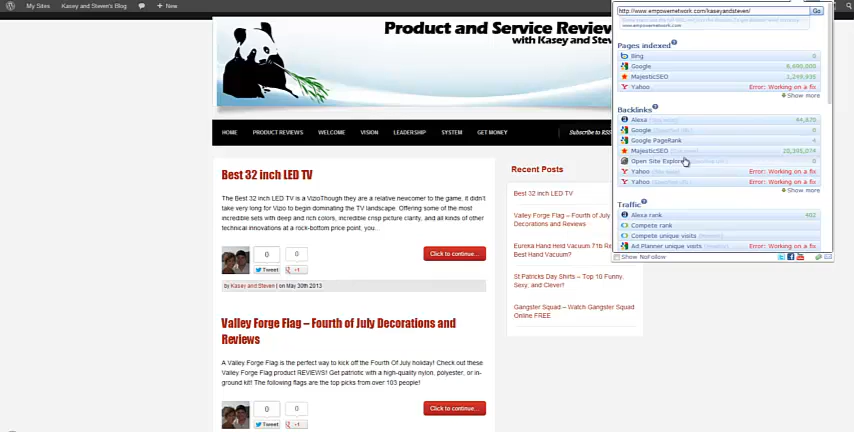 My Sites
Kasey and Steven's Blog
+ New
Product and Service Review
with Kasey and Steve
HOME
PRODUCT REVIEWS
WELCOME
VISION
LEADERSHIP
SYSTEM
GET MONEY
Subscribe to RSS
Best 32 inch LED TV
The Best 32 inch LED TV is a VizioThough they are a relative newcomer to the game, it didn't
take very long for Vizio to begin dominating the TV landscape. Offering some of the most
incredible sets with deep and rich colors, incredible crisp picture clarity, and all kinds of other
technical innovations at a rock-bottom price point, you…
0
0
Tweet
+1
Click to continue...
by Kasey and Steven | on May 30th 2013
Valley Forge Flag – Fourth of July Decorations and
Reviews
A Valley Forge Flag is the perfect way to kick off the Fourth Of July holiday! Check out these
Valley Forge Flag product REVIEWS! Get patriotic with a high-quality nylon, polyester, or in-
ground kit! The following flags are the top picks from over 103 people!
0
0
Tweet
+1
Click to continue...
Recent Posts
Best 32 inch LED TV
Valley Forge Flag – Fourth of July
Decorations and Reviews
Eureka Hand Held Vacuum 71b Re
Best Hand Vacuum?
St Patricks Day Shirts – Top 10 Funny,
Sexy, and Clever?
Gangster Squad – Watch Gangster Squad
Online FREE
http://www.empowernetwork.com/kaseyandsteven/
Go
www.empowernetwork.com
Pages indexed
Bing 0
Google
MajesticSEO
Yahoo Error: Working on a fix
Show more
Backlinks
Alexa 44,870
Google 0
Google PageRank 4
MajesticSEO
Open Site Explorer 0
Yahoo Error: Working on a fix
Yahoo Error: Working on a fix
Show more
Traffic
Alexa rank 402
Compete rank
Compete unique visits
Ad Planner unique visits Error: Working on a fix
Show NoFollow